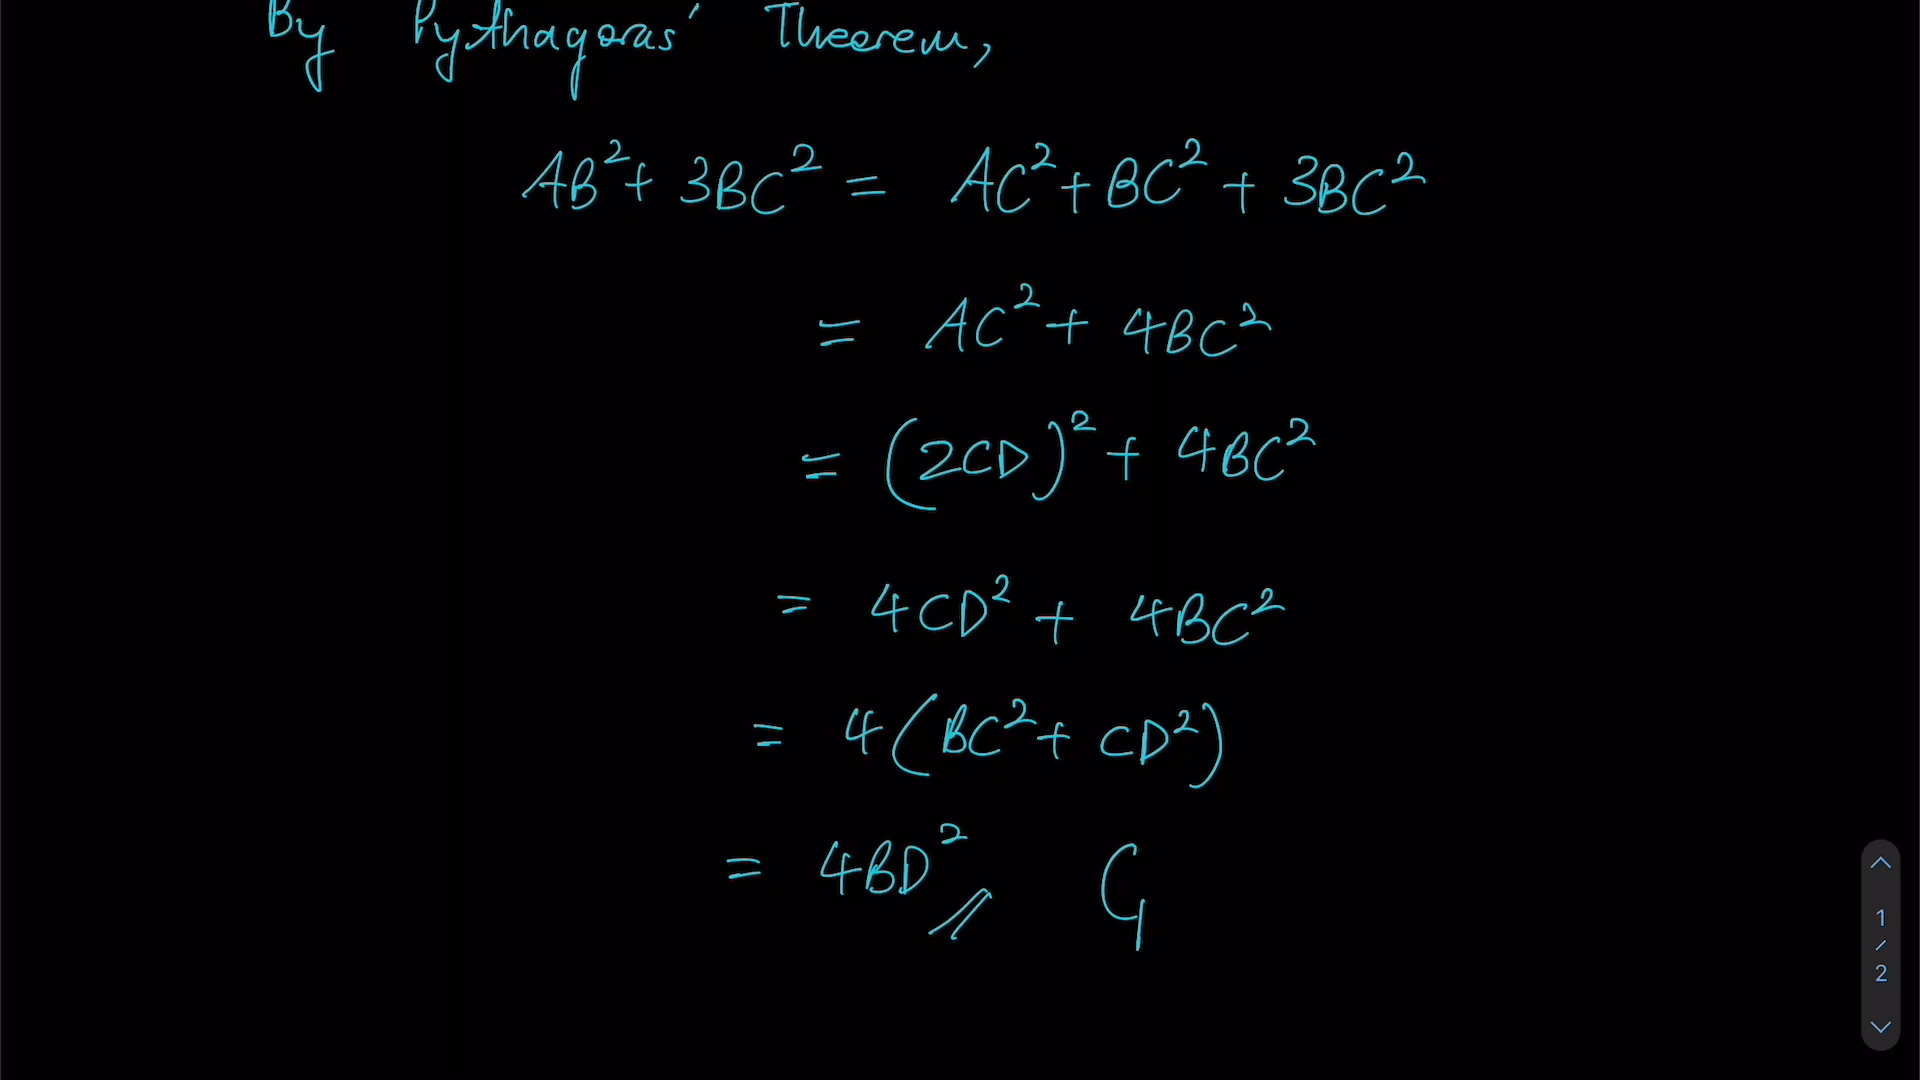 By Pythagoras' Theorem,
AB² + 3BC² = AC² + BC² + 3BC²
= AC² + 4BC²
= (2CD)² + 4BC²
= 4CD² + 4BC²
= 4(BC² + CD²)
= 4BD² //
1
/
2